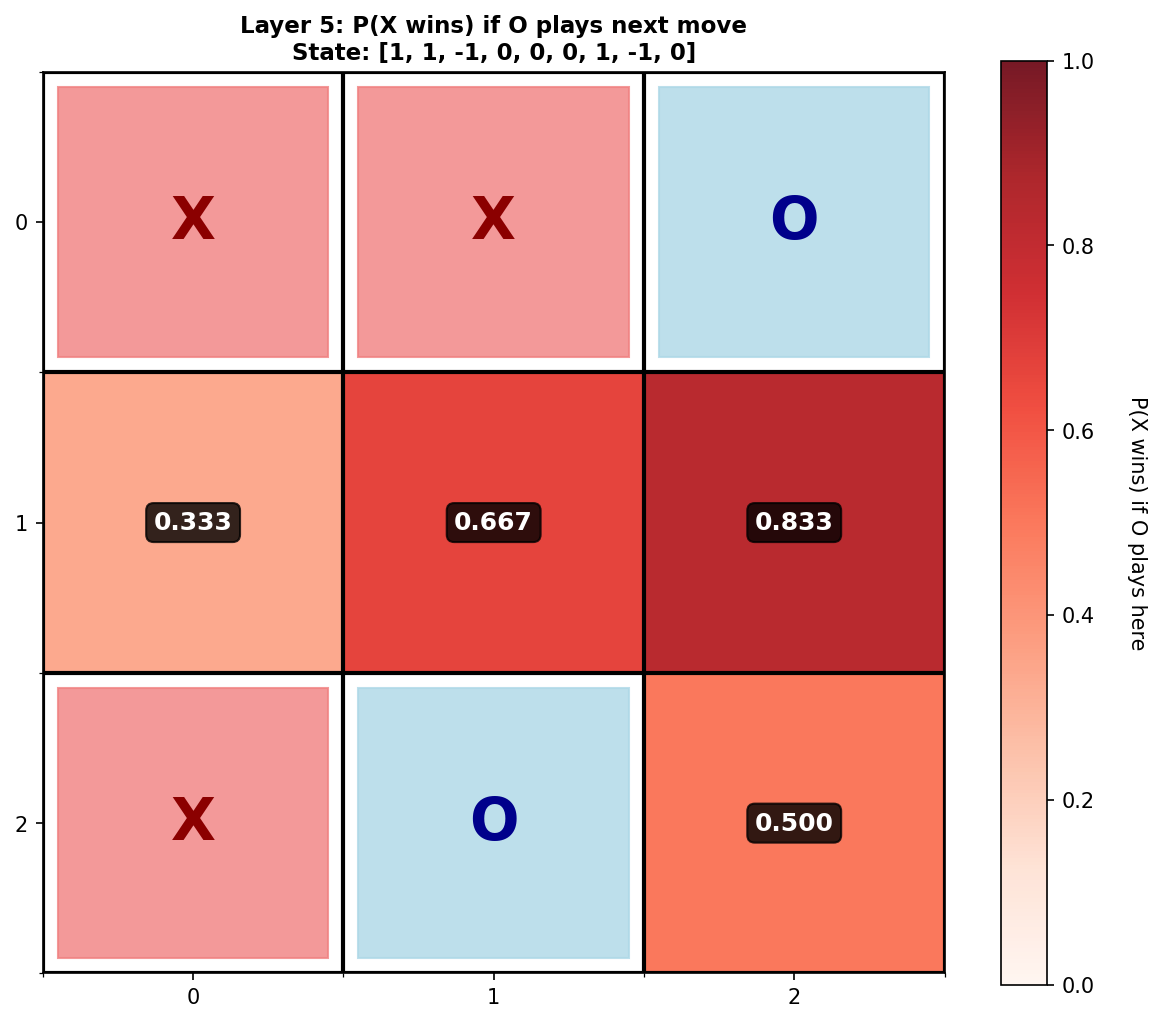 Layer 5: P(X wins) if O plays next move
State: [1, 1, -1, 0, 0, 0, 1, -1, 0]
X
X
O
0.333
0.667
0.833
X
O
0.500
0
1
2
0
1
2
1.0
0.8
0.6
0.4
0.2
0.0
P(X wins) if O plays here